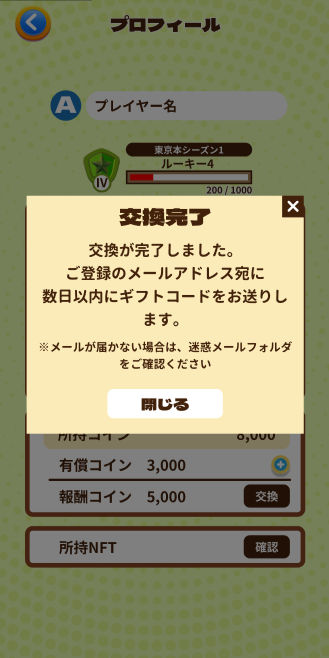 プロフィール
A
プレイヤー名
東京本シーズン1
ルーキー4
IV
200 / 1000
交換完了
交換が完了しました。
ご登録のメールアドレス宛に
数日以内にギフトコードをお送りし
ます。
※メールが届かない場合は、迷惑メールフォルダ
をご確認ください
閉じる
所持コイン 8,000
有償コイン 3,000
報酬コイン 5,000 交換
所持NFT 確認